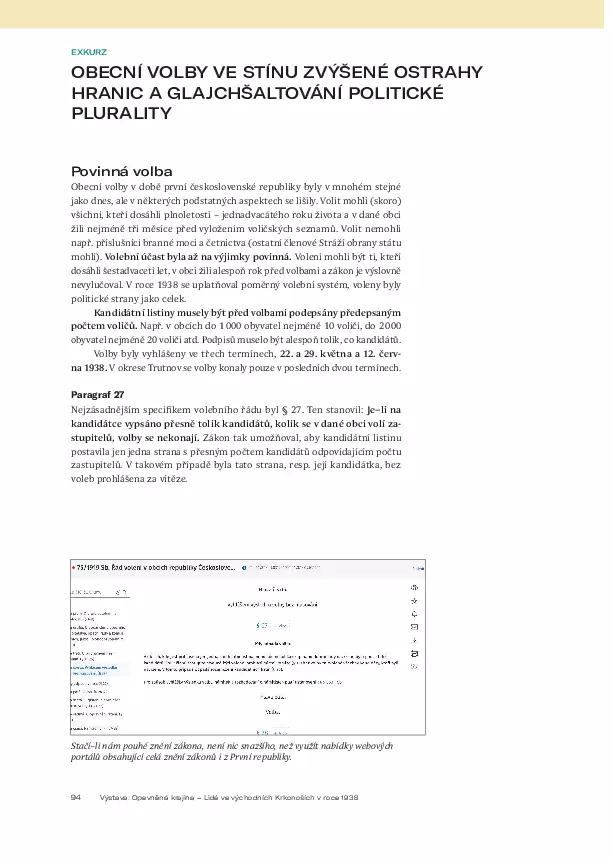 EXKURZ
OBECNÍ VOLBY VE STÍNU ZVÝŠENÉ OSTRAHY
HRANIC A GLAJCHŠALTOVÁNÍ POLITICKÉ
PLURALITY
Povinná volba
Obecní volby v době první československé republiky byly v mnohém stejné
jako dnes, ale v některých podstatných aspektech se lišily. Volit mohli (skoro)
všichni, kteří dosáhli plnoletosti – jednadvacátého roku života a v dané obci
žili nejméně tři měsíce před vyložením voličských seznamů. Volit nemohli
např. příslušníci branné moci a četnictva (ostatní členové Stráží obrany státu
mohli). Volební účast byla až na výjimky povinná. Voleni mohli být ti, kteří
dosáhli šestadvaceti let, v obci žili alespoň rok před volbami a zákon je výslovně
nevylučoval. V roce 1938 se uplatňoval poměrný volební systém, voleny byly
politické strany jako celek.
Kandidátní listiny musely být před volbami podepsány předepsaným
počtem voličů. Např. v obcích do 1 000 obyvatel nejméně 10 voliči, do 2 000
obyvatel nejméně 20 voliči atd. Podpisů muselo být alespoň tolik, co kandidátů.
Volby byly vyhlášeny ve třech termínech, 22. a 29. května a 12. červ-
na 1938. V okrese Trutnov se volby konaly pouze v posledních dvou termínech.
Paragraf 27
Nejzásadnějším specifikem volebního řádu byl § 27. Ten stanovil: Je-li na
kandidátce vypsáno přesně tolik kandidátů, kolik se v dané obci volí za-
stupitelů, volby se nekonají. Zákon tak umožňoval, aby kandidátní listinu
postavila jen jedna strana s přesným počtem kandidátů odpovídajícím počtu
zastupitelů. V takovém případě byla tato strana, resp. její kandidátka, bez
voleb prohlášena za vítěze.
75/1919 Sb. Řád volení v obcích republiky Českoslove...
§ 27
Stačí-li nám pouhé znění zákona, není nic snazšího, než využít nabídky webových
portálů obsahující celá znění zákonů i z První republiky.
94 Výstava: Opevněná krajina – Lidé ve východních Krkonoších v roce 1938